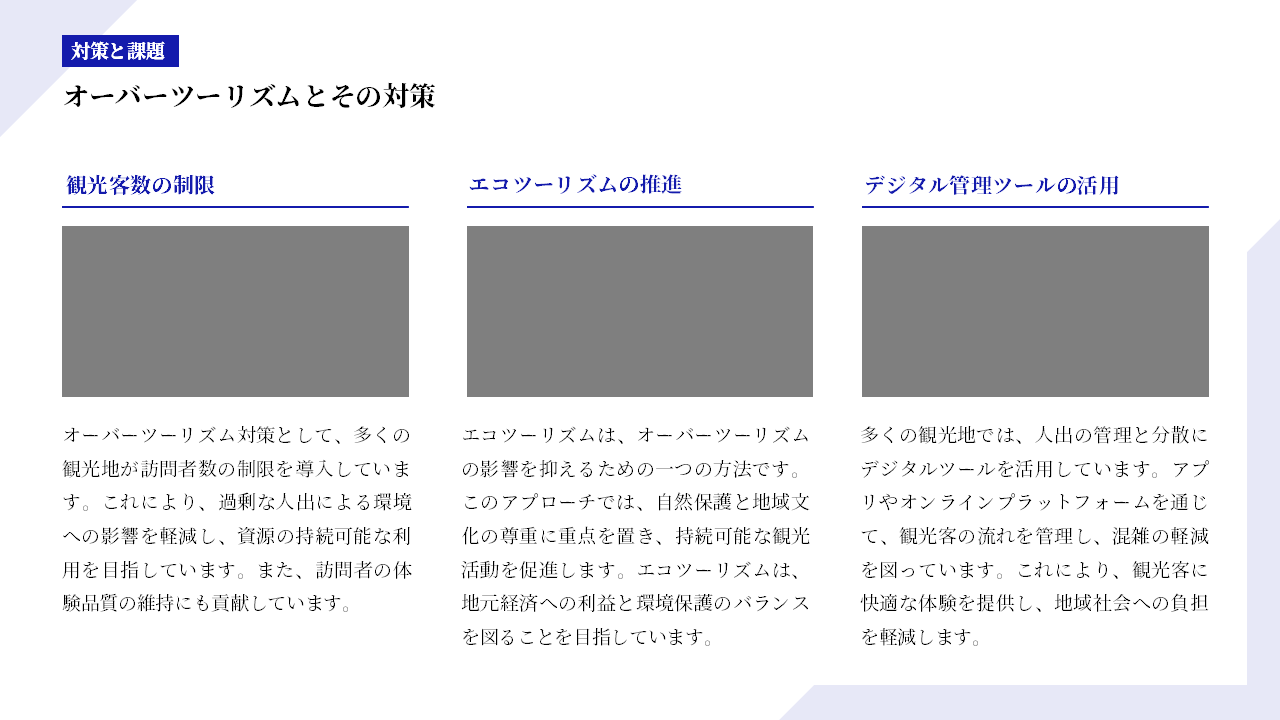 対策と課題
オーバーツーリズムとその対策
観光客数の制限
オーバーツーリズム対策として、多くの
観光地が訪問者数の制限を導入していま
す。これにより、過剰な人出による環境
への影響を軽減し、資源の持続可能な利
用を目指しています。また、訪問者の体
験品質の維持にも貢献しています。
エコツーリズムの推進
エコツーリズムは、オーバーツーリズム
の影響を抑えるための一つの方法です。
このアプローチでは、自然保護と地域文
化の尊重に重点を置き、持続可能な観光
活動を促進します。エコツーリズムは、
地元経済への利益と環境保護のバランス
を図ることを目指しています。
デジタル管理ツールの活用
多くの観光地では、人出の管理と分散に
デジタルツールを活用しています。アプ
リやオンラインプラットフォームを通じ
て、観光客の流れを管理し、混雑の軽減
を図っています。これにより、観光客に
快適な体験を提供し、地域社会への負担
を軽減します。